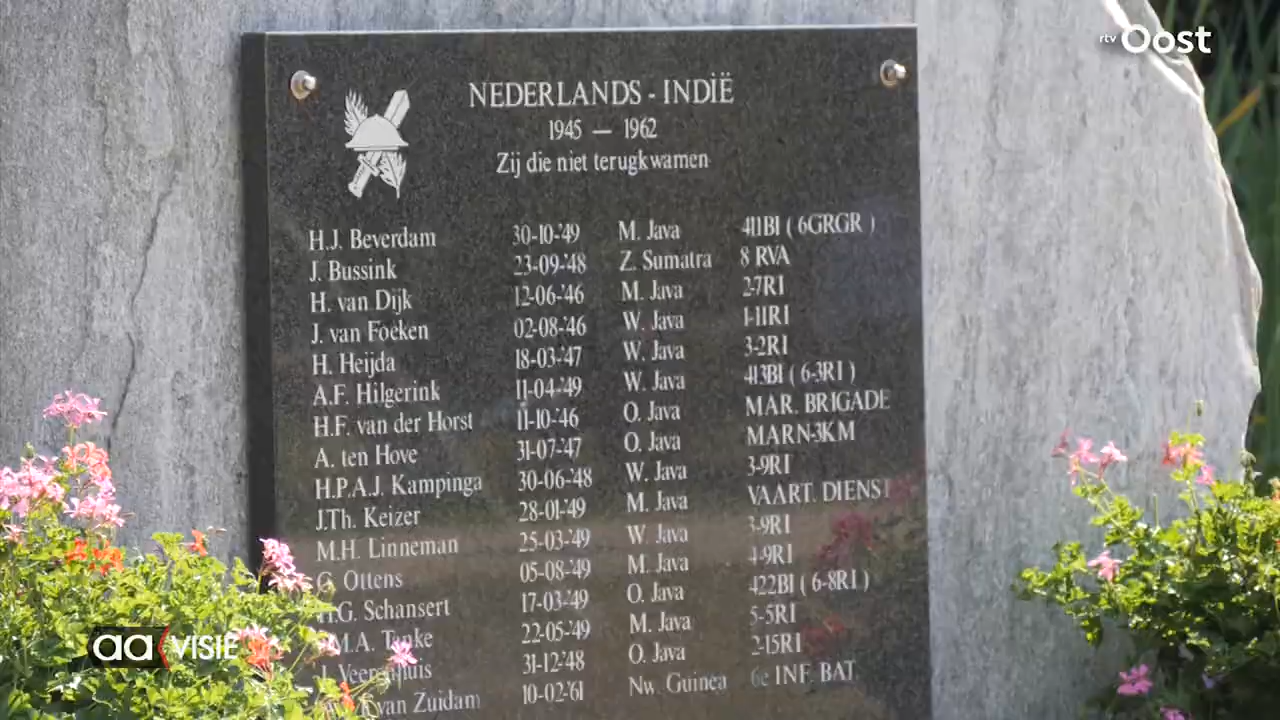 rtv Oost
NEDERLANDS - INDIË
1945 — 1962
Zij die niet terugkwamen
H.J. Beverdam 30-10-'49 M. Java 411BI ( 6GRGR )
J. Bussink 23-09-'48 Z. Sumatra 8 RVA
H. van Dijk 12-06-'46 M. Java 2-7RI
J. van Foeken 02-08-'46 W. Java 1-11RI
H. Heijda 18-03-'47 W. Java 3-2RI
A.F. Hilgerink 11-04-'49 W. Java 413BI ( 6-3RI )
H.F. van der Horst 11-10-'46 O. Java MAR. BRIGADE
A. ten Hove 31-07-'47 O. Java MARN-3KM
H.P.A.J. Kampinga 30-06-'48 W. Java 3-9RI
J.Th. Keizer 28-01-'49 M. Java VAART. DIENST
M.H. Linneman 25-03-'49 W. Java 3-9RI
G. Ottens 05-08-'49 M. Java 4-9RI
H.G. Schansert 17-03-'49 O. Java 422BI ( 6-8RI )
M.A. Tanke 22-05-'49 M. Java 5-5RI
J. Veerenhuis 31-12-'48 O. Java 2-15RI
van Zuidam 10-02-'61 Nw. Guinea 6e INF. BAT.
aa/VISIE